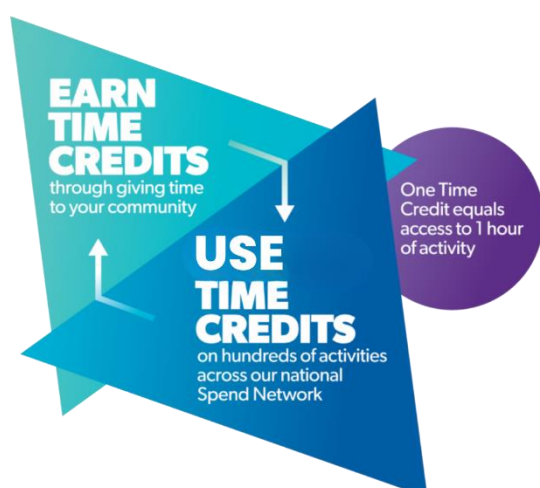 EARN
TIME
CREDITS
through giving time
to your community
One Time
Credit equals
access to 1 hour
of activity
USE
TIME
CREDITS
on hundreds of activities
across our national
Spend Network